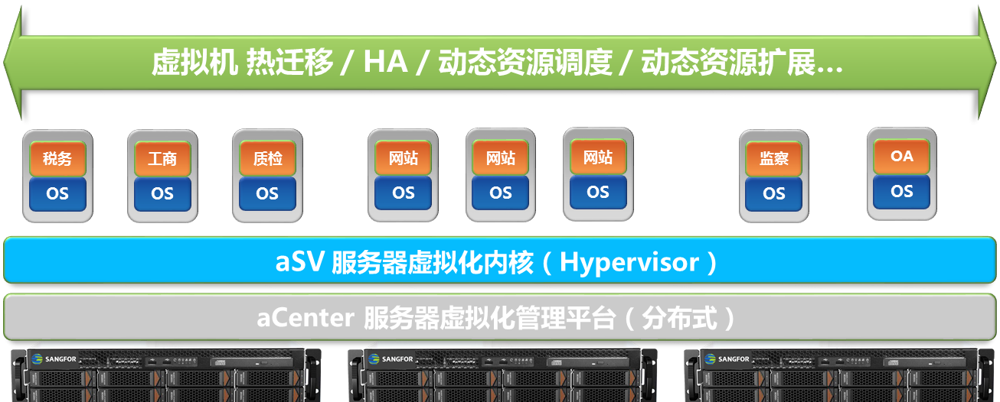 虚拟机 热迁移 / HA / 动态资源调度 / 动态资源扩展...
税务 工商 质检 网站 网站 网站 监察 OA
OS OS OS OS OS OS OS OS
aSV 服务器虚拟化内核（Hypervisor）
aCenter 服务器虚拟化管理平台（分布式）
SANGFOR SANGFOR SANGFOR